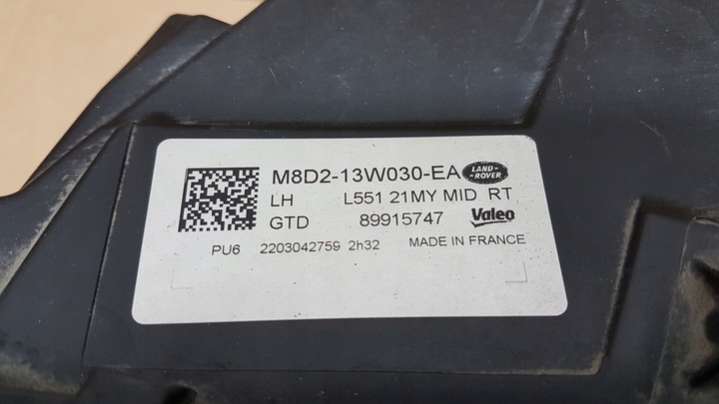 M8D2-13W030-EA LAND-ROVER
LH L551 21MY MID RT
GTD 89915747 Valeo
PU6 2203042759 2h32 MADE IN FRANCE